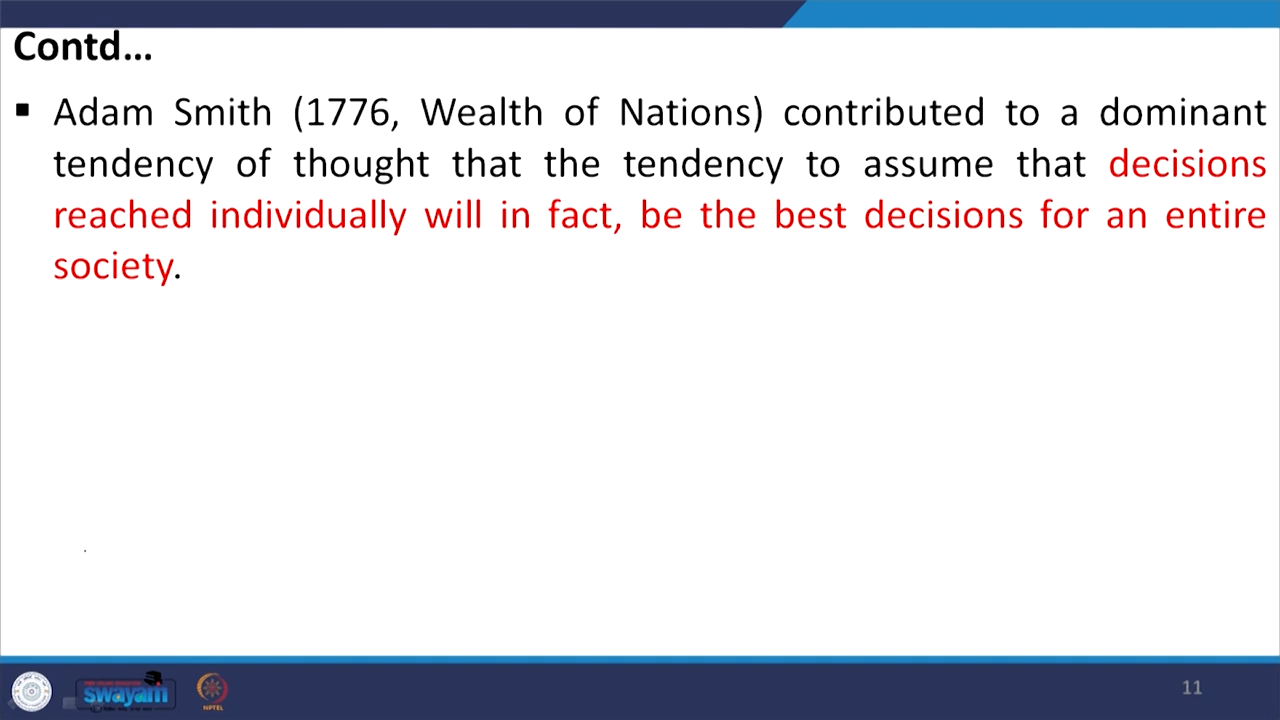 Contd...
▪ Adam Smith (1776, Wealth of Nations) contributed to a dominant
tendency of thought that the tendency to assume that decisions
reached individually will in fact, be the best decisions for an entire
society.
swayam
NPTEL
11